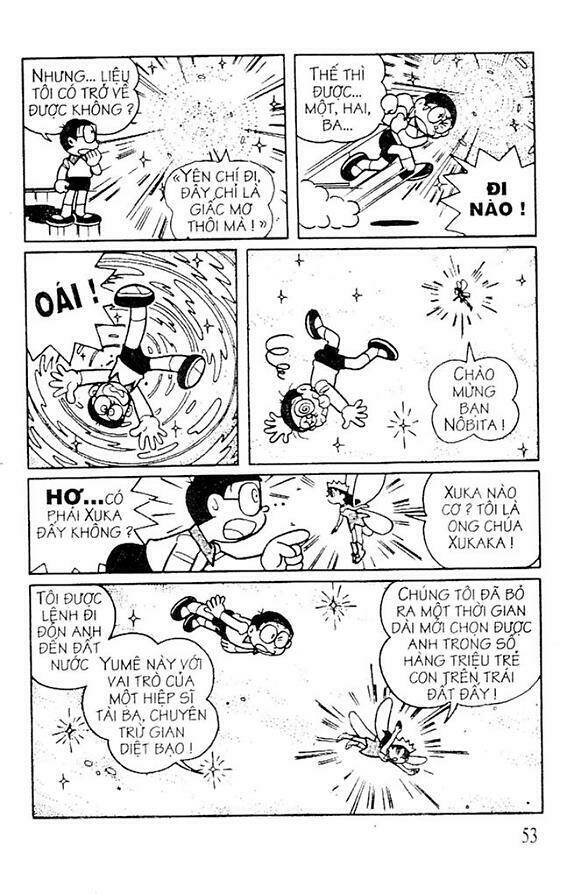 NHƯNG... LIỆU
TÔI CÓ TRỞ VỀ
ĐƯỢC KHÔNG ?
«YÊN CHÍ ĐI,
ĐÂY CHỈ LÀ
GIẤC MƠ
THÔI MÀ ! »
THẾ THÌ
ĐƯỢC...
MỘT, HAI,
BA...
ĐI
NÀO !
OÁI !
CHÀO
MỪNG
BẠN
NÔBITA !
HƠ...CÓ
PHẢI XUKA
ĐẤY KHÔNG ?
XUKA NÀO
CƠ ? TÔI LÀ
ONG CHÚA
XUKAKA !
TÔI ĐƯỢC
LỆNH ĐI
ĐÓN ANH
ĐẾN ĐẤT
NƯỚC
YUMÊ NÀY VỚI
VAI TRÒ CỦA
MỘT HIỆP SĨ
TÀI BA, CHUYÊN
TRỪ GIAN
DIỆT BẠO !
CHÚNG TÔI ĐÃ BỎ
RA MỘT THỜI GIAN
DÀI MỚI CHỌN ĐƯỢC
ANH TRONG SỐ
HÀNG TRIỆU TRẺ
CON TRÊN TRÁI
ĐẤT ĐẤY !
53